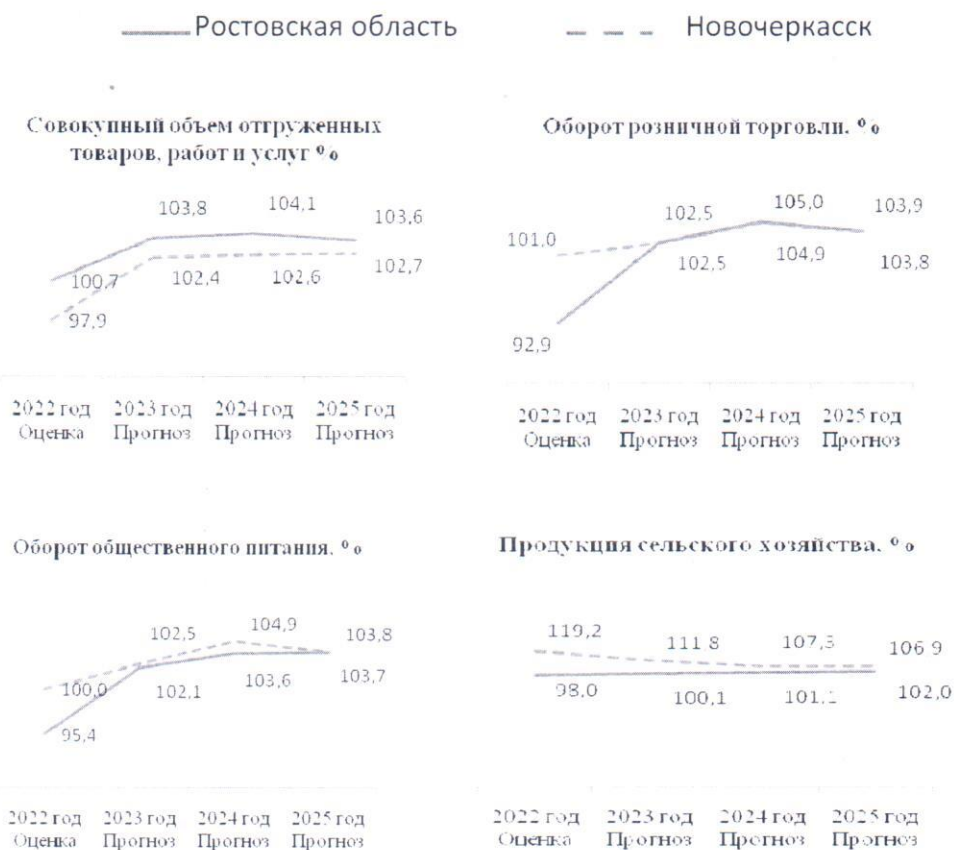 Ростовская область
Новочеркасск
Совокупный объем отгруженных
товаров, работ и услуг %
103,8
104,1
103,6
100,7
102,4
102,6
102,7
97,9
2022 год 2023 год 2024 год 2025 год
Оценка Прогноз Прогноз Прогноз
Оборот розничной торговли. %
101,0
102,5
105,0
103,9
92,9
102,5
104,9
103,8
2022 год 2023 год 2024 год 2025 год
Оценка Прогноз Прогноз Прогноз
Оборот общественного питания. %
102,5
104,9
103,8
100,0
102,1
103,6
103,7
95,4
2022 год 2023 год 2024 год 2025 год
Оценка Прогноз Прогноз Прогноз
Продукция сельского хозяйства. %
119,2
111 8
107,3
106 9
98,0
100,1
101,1
102,0
2022 год 2023 год 2024 год 2025 год
Оценка Прогноз Прогноз Прогноз